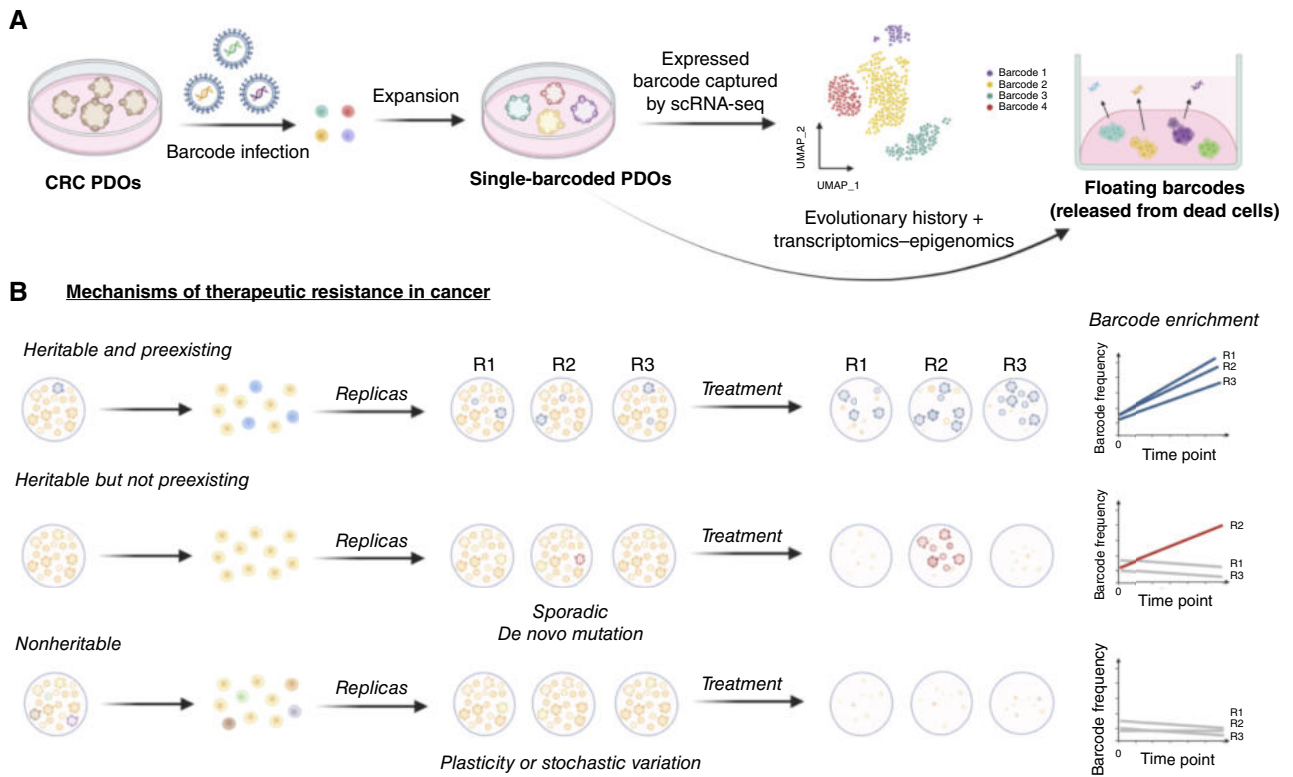 A
CRC PDOs
Barcode infection
Expansion
Single-barcoded PDOs
Expressed
barcode captured
by scRNA-seq
UMAP_2
UMAP_1
Barcode 1
Barcode 2
Barcode 3
Barcode 4
Evolutionary history +
transcriptomics–epigenomics
Floating barcodes
(released from dead cells)
B
Mechanisms of therapeutic resistance in cancer
Heritable and preexisting
Replicas
R1
R2
R3
Treatment
R1
R2
R3
Barcode enrichment
Barcode frequency
R1
R2
R3
0
Time point
Heritable but not preexisting
Replicas
Sporadic
De novo mutation
Treatment
Barcode frequency
R2
R1
R3
0
Time point
Nonheritable
Replicas
Plasticity or stochastic variation
Treatment
Barcode frequency
R1
R2
R3
0
Time point